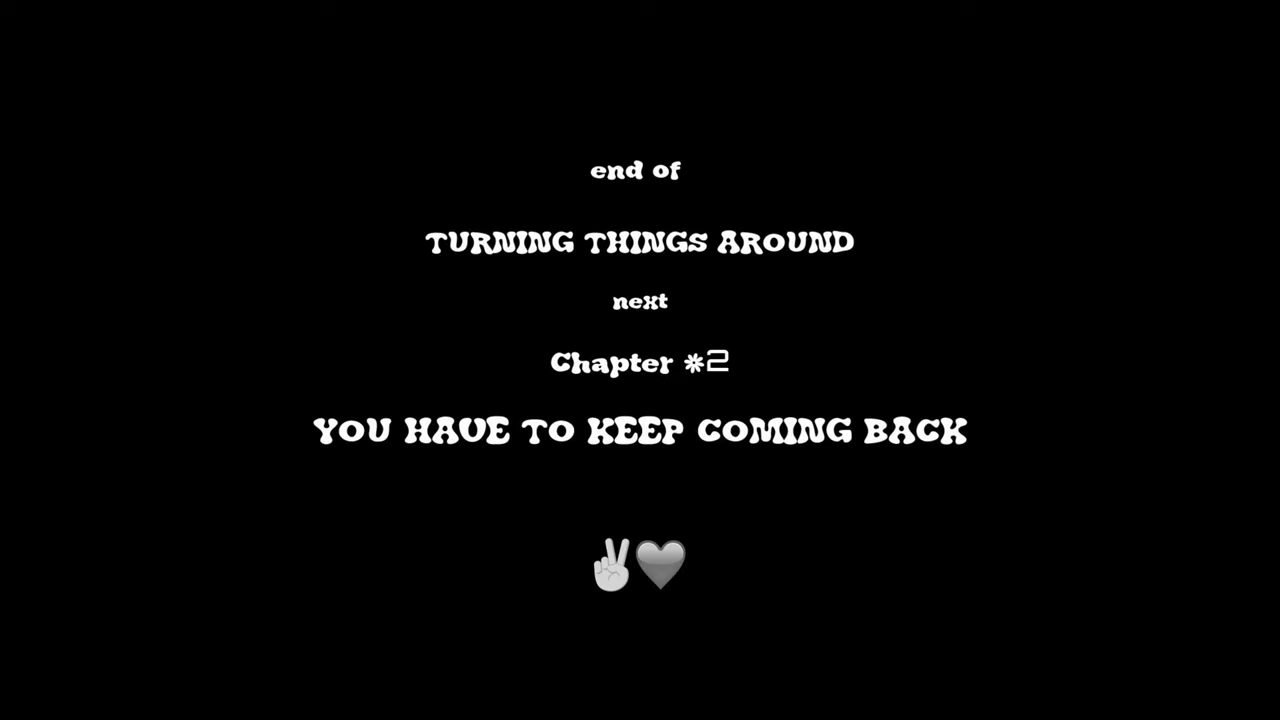 end of
TURNING THINGS AROUND
next
Chapter *2
YOU HAVE TO KEEP COMING BACK
✌️🩶